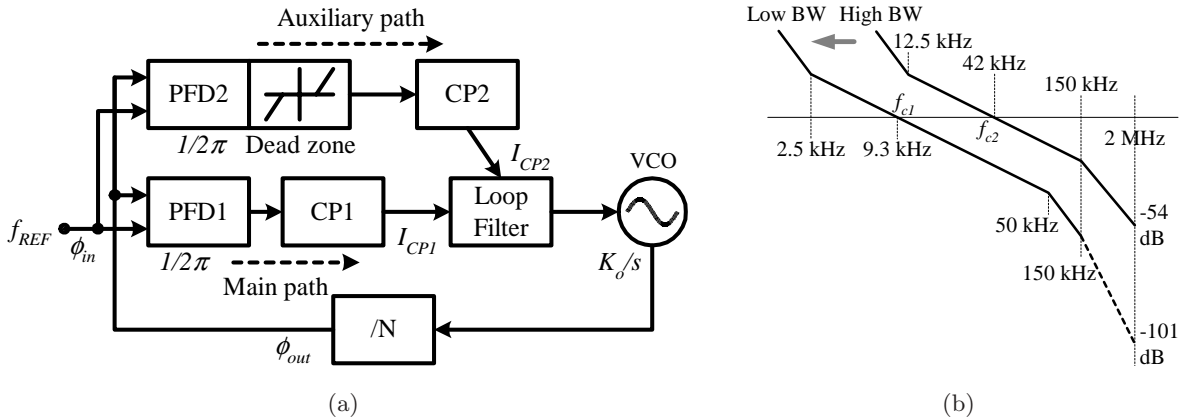 Auxiliary path
PFD2
CP2
1/2π Dead zone
I_CP2
VCO
PFD1
CP1
Loop
Filter
f_REF
ϕ_in
1/2π
I_CP1
K_o/s
Main path
/N
ϕ_out
(a)
Low BW High BW
12.5 kHz
42 kHz
150 kHz
f_c1
f_c2
2 MHz
2.5 kHz
9.3 kHz
50 kHz
-54
dB
150 kHz
-101
dB
(b)